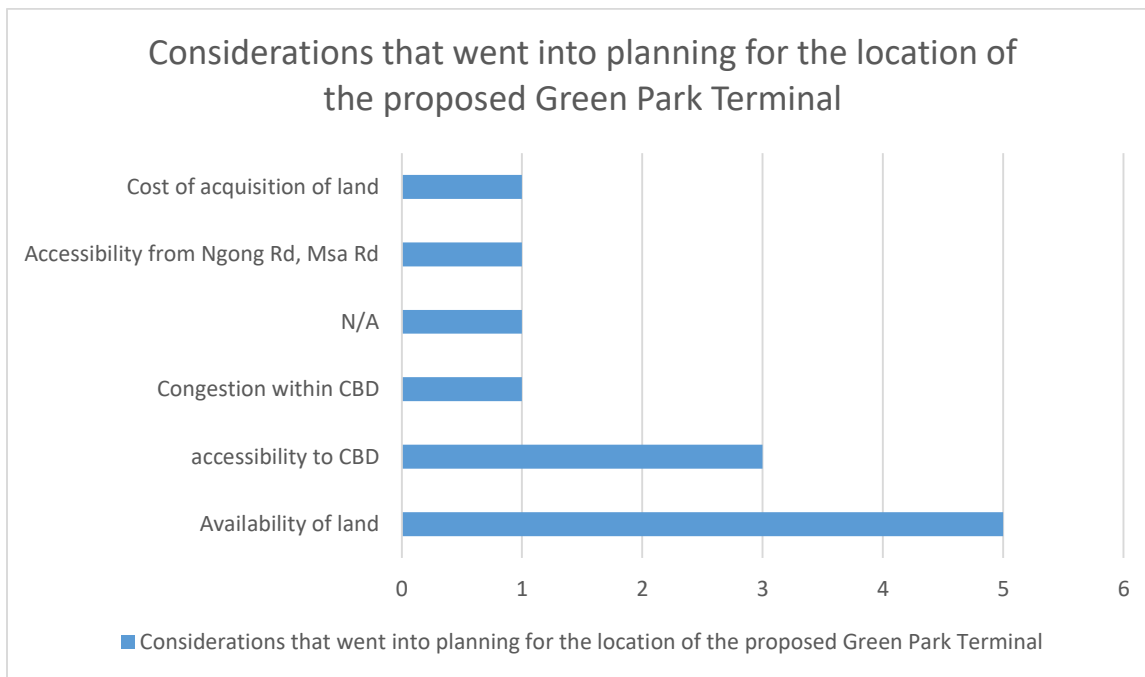 Considerations that went into planning for the location of
the proposed Green Park Terminal
Cost of acquisition of land
Accessibility from Ngong Rd, Msa Rd
N/A
Congestion within CBD
accessibility to CBD
Availability of land
0 1 2 3 4 5 6
Considerations that went into planning for the location of the proposed Green Park Terminal